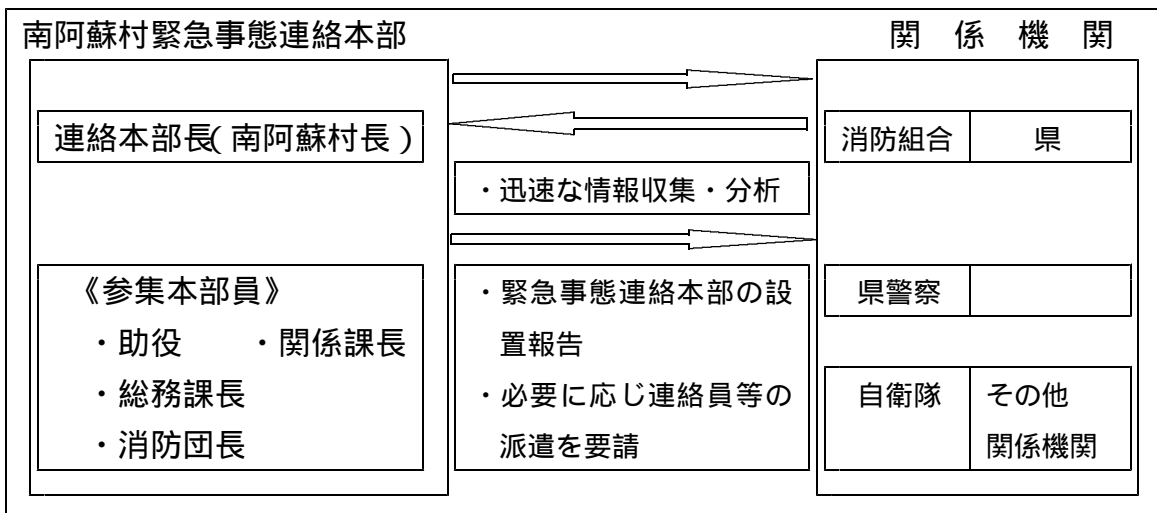 南阿蘇村緊急事態連絡本部
関係機関
連絡本部長(南阿蘇村長)
消防組合 県
・迅速な情報収集・分析
《参集本部員》
・助役 ・関係課長
・総務課長
・消防団長
・緊急事態連絡本部の設
置報告
・必要に応じ連絡員等の
派遣を要請
県警察
自衛隊 その他
関係機関